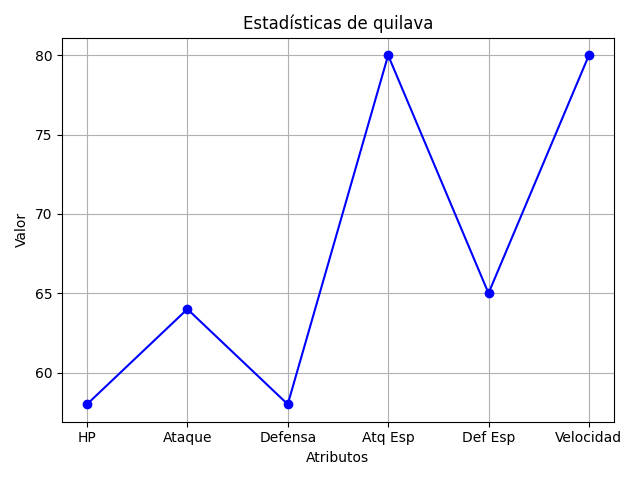 Estadísticas de quilava
80
75
70
65
60
Valor
HP Ataque Defensa Atq Esp Def Esp Velocidad
Atributos